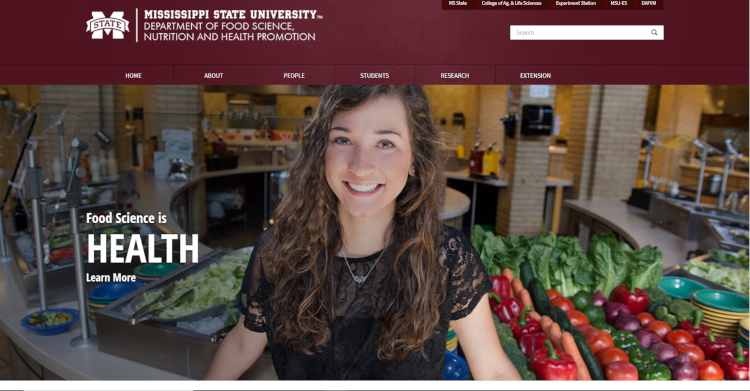 MS State College of Ag. & Life Sciences Experiment Station MSU-ES DAFVM
STATE
MISSISSIPPI STATE UNIVERSITY™
DEPARTMENT OF FOOD SCIENCE,
NUTRITION AND HEALTH PROMOTION
Search
HOME ABOUT PEOPLE STUDENTS RESEARCH EXTENSION
Food Science is
HEALTH
Learn More